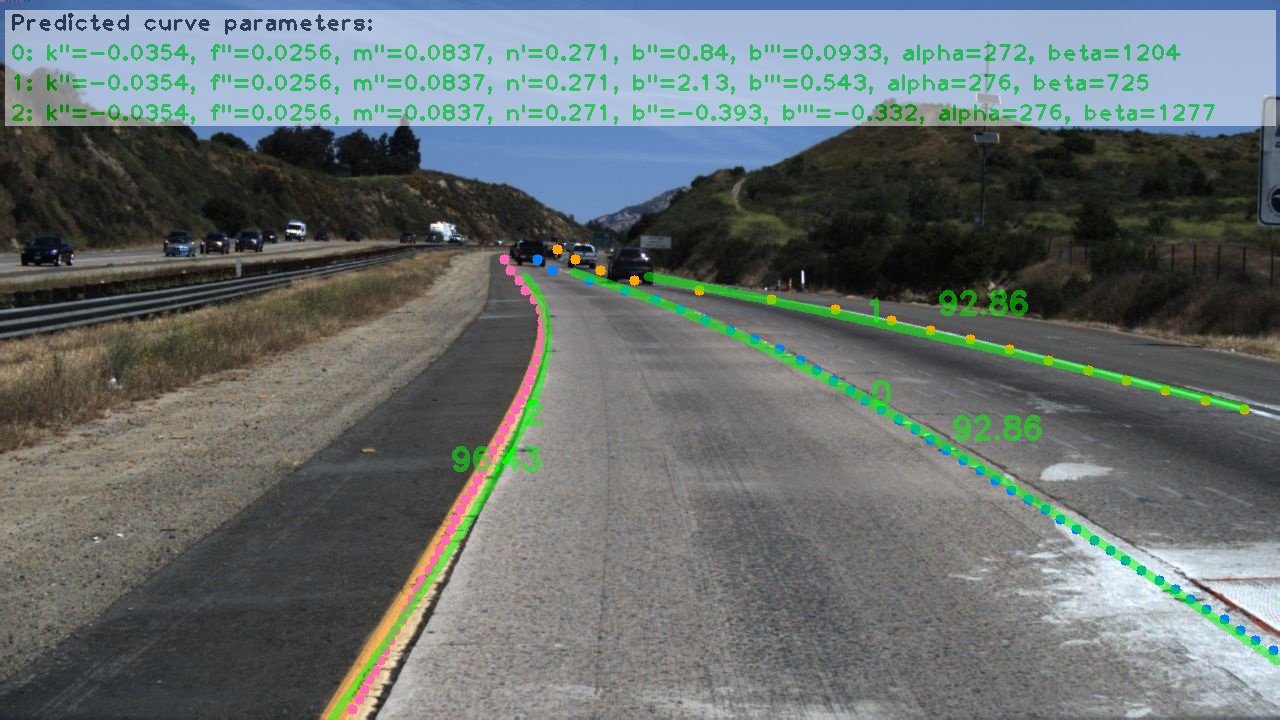 Predicted curve parameters:
0: k''=-0.0354, f''=0.0256, m''=0.0837, n'=0.271, b''=0.84, b'''=0.0933, alpha=272, beta=1204
1: k''=-0.0354, f''=0.0256, m''=0.0837, n'=0.271, b''=2.13, b'''=0.543, alpha=276, beta=725
2: k''=-0.0354, f''=0.0256, m''=0.0837, n'=0.271, b''=-0.393, b'''=-0.332, alpha=276, beta=1277
1 92.86
0
2 92.86
96.43